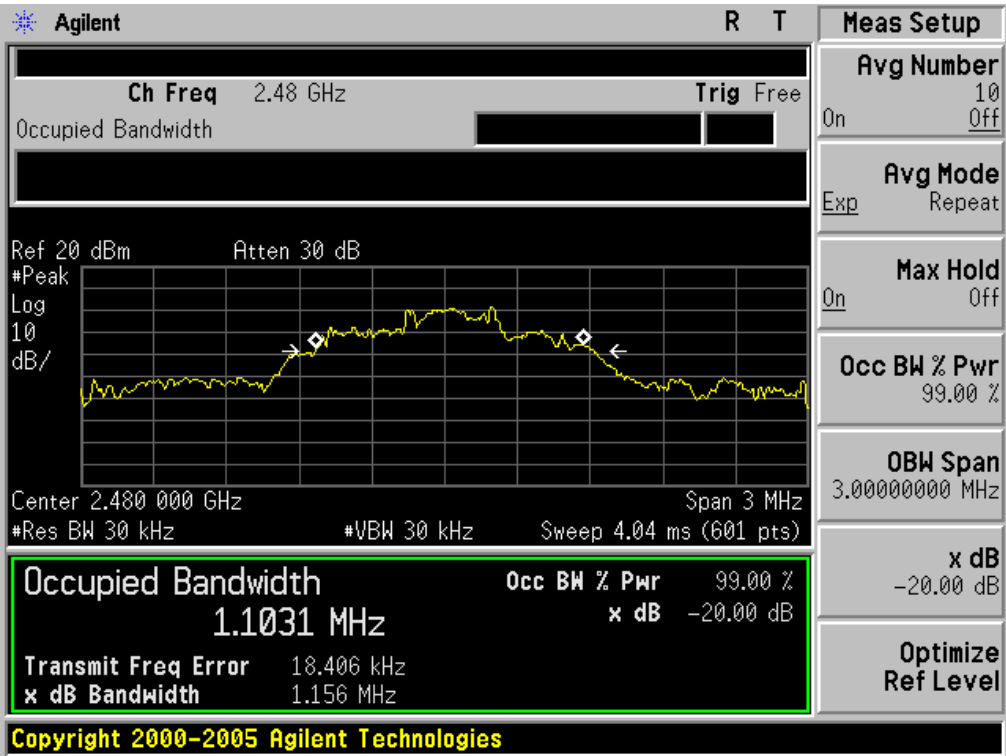 Agilent R T
Ch Freq 2.48 GHz Trig Free
Occupied Bandwidth
Ref 20 dBm Atten 30 dB
#Peak
Log
10
dB/
Center 2.480 000 GHz Span 3 MHz
#Res BW 30 kHz #VBW 30 kHz Sweep 4.04 ms (601 pts)
Occupied Bandwidth Occ BW % Pwr 99.00 %
1.1031 MHz x dB -20.00 dB
Transmit Freq Error 18.406 kHz
x dB Bandwidth 1.156 MHz
Copyright 2000-2005 Agilent Technologies
Meas Setup
Avg Number
10
On Off
Avg Mode
Exp Repeat
Max Hold
On Off
Occ BW % Pwr
99.00 %
OBW Span
3.00000000 MHz
x dB
-20.00 dB
Optimize
Ref Level